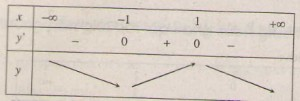 x −∞ −1 1 +∞
y' − 0 + 0 −
y